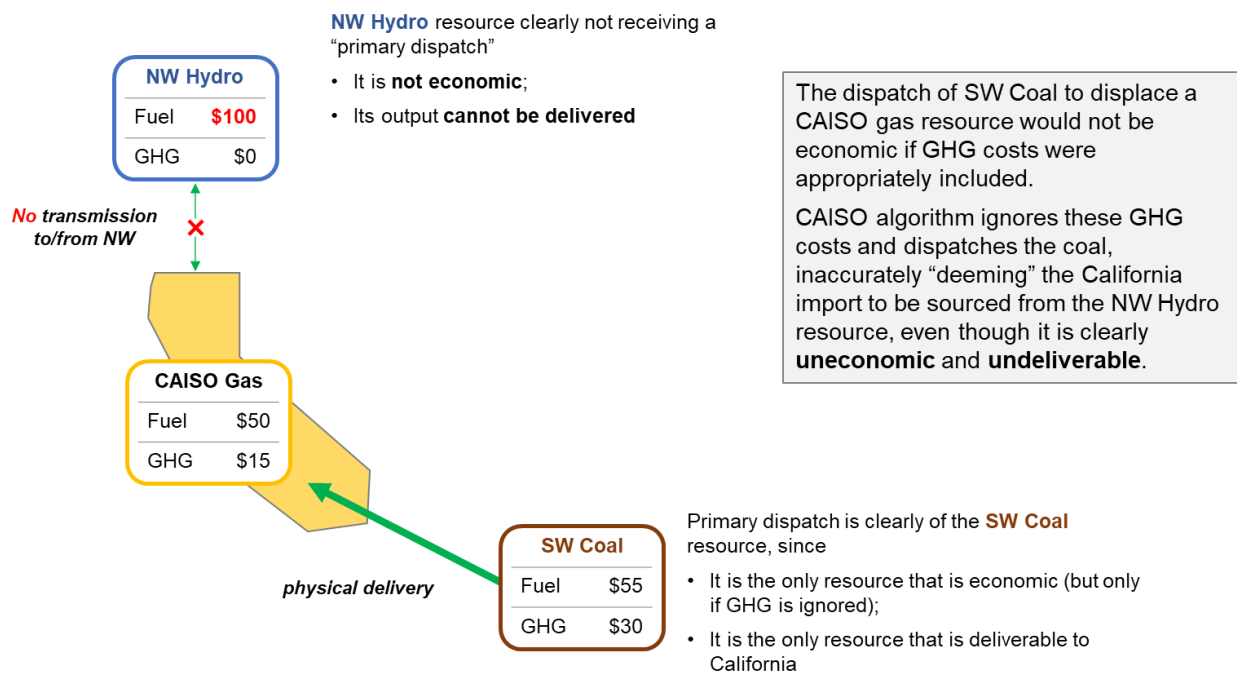 NW Hydro resource clearly not receiving a
“primary dispatch”
• It is not economic;
• Its output cannot be delivered
NW Hydro
Fuel $100
GHG $0
No transmission
to/from NW
The dispatch of SW Coal to displace a
CAISO gas resource would not be
economic if GHG costs were
appropriately included.
CAISO algorithm ignores these GHG
costs and dispatches the coal,
inaccurately “deeming” the California
import to be sourced from the NW Hydro
resource, even though it is clearly
uneconomic and undeliverable.
CAISO Gas
Fuel $50
GHG $15
physical delivery
SW Coal
Fuel $55
GHG $30
Primary dispatch is clearly of the SW Coal
resource, since
• It is the only resource that is economic (but only
if GHG is ignored);
• It is the only resource that is deliverable to
California